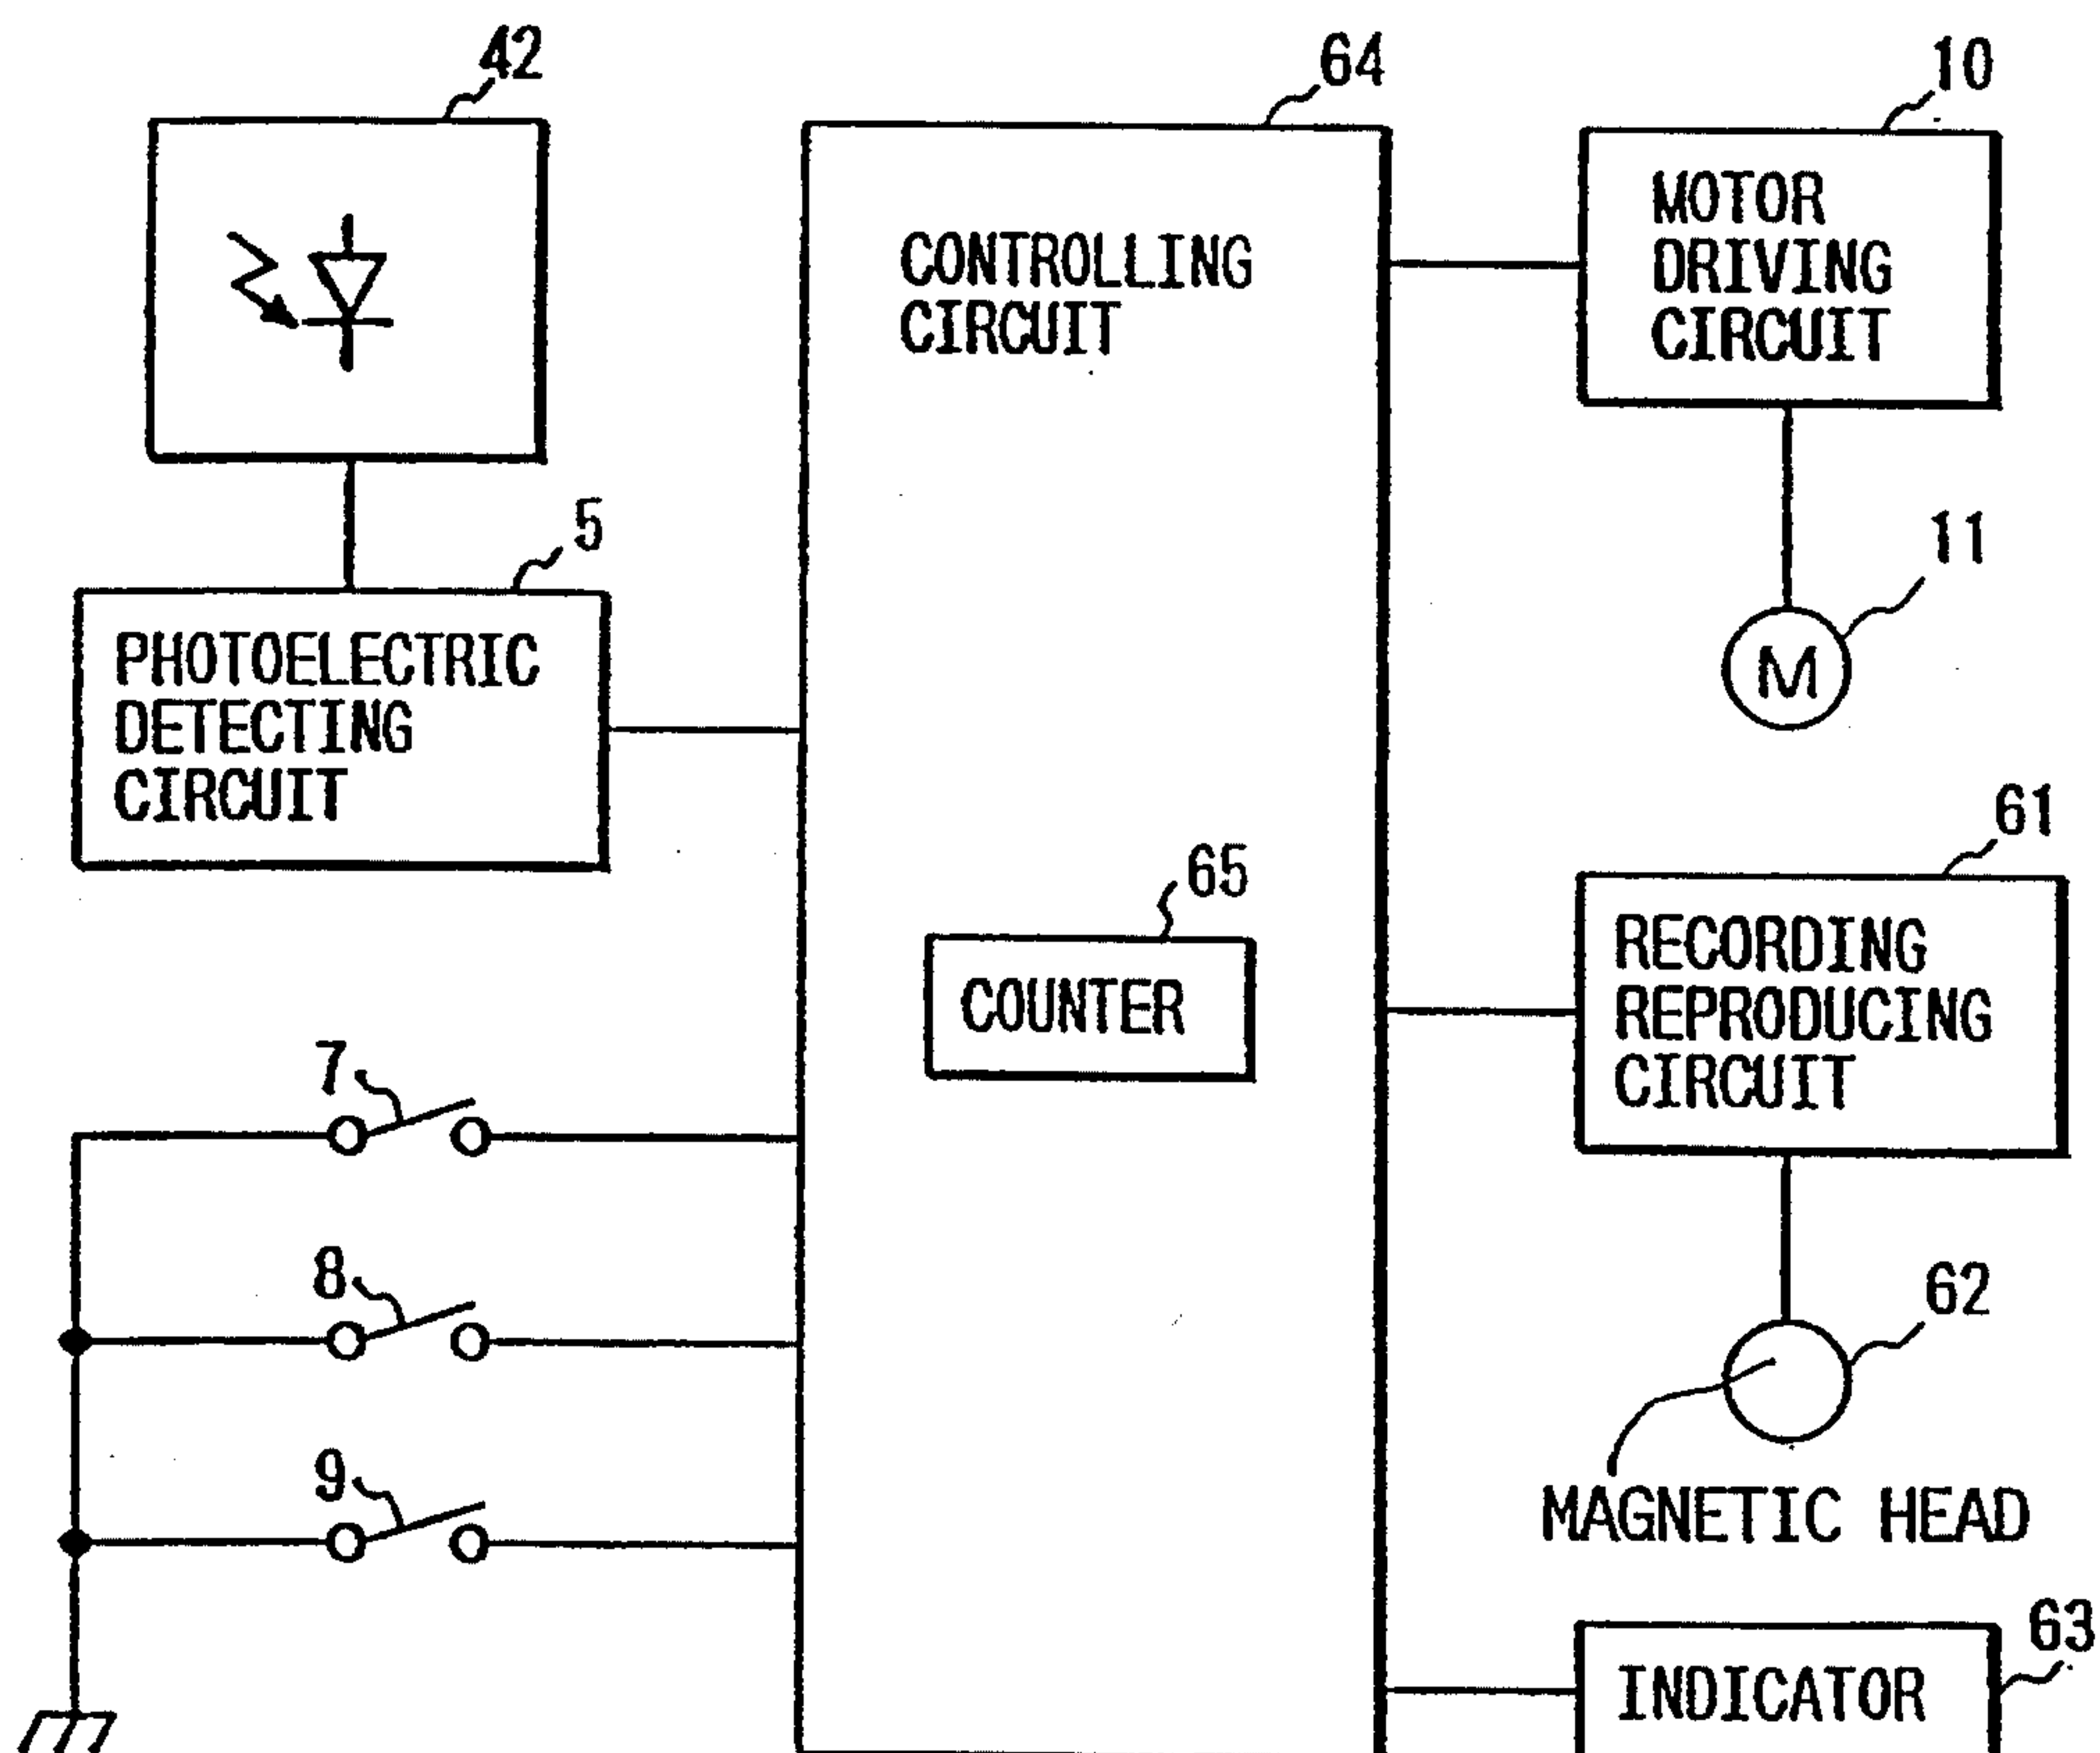 42
64
10
CONTROLLING
CIRCUIT
MOTOR
DRIVING
CIRCUIT
5
PHOTOELECTRIC
DETECTING
CIRCUIT
11
M
65
COUNTER
61
RECORDING
REPRODUCING
CIRCUIT
7
8
9
62
MAGNETIC HEAD
63
INDICATOR